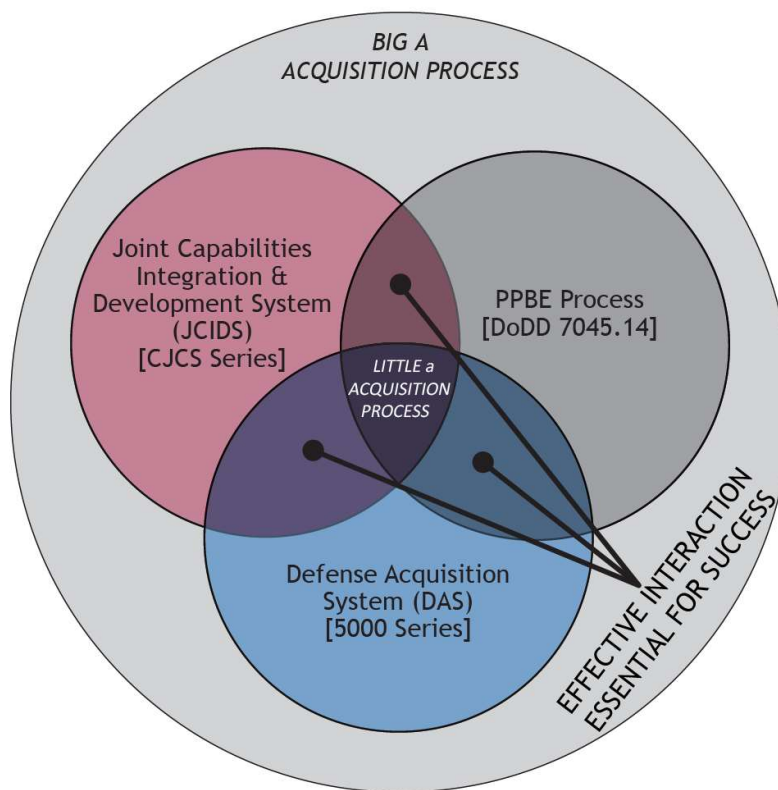 BIG A
ACQUISITION PROCESS
Joint Capabilities
Integration &
Development System
(JCIDS)
[CJCS Series]
PPBE Process
[DoDD 7045.14]
LITTLE a
ACQUISITION
PROCESS
Defense Acquisition
System (DAS)
[5000 Series]
EFFECTIVE INTERACTION
ESSENTIAL FOR SUCCESS